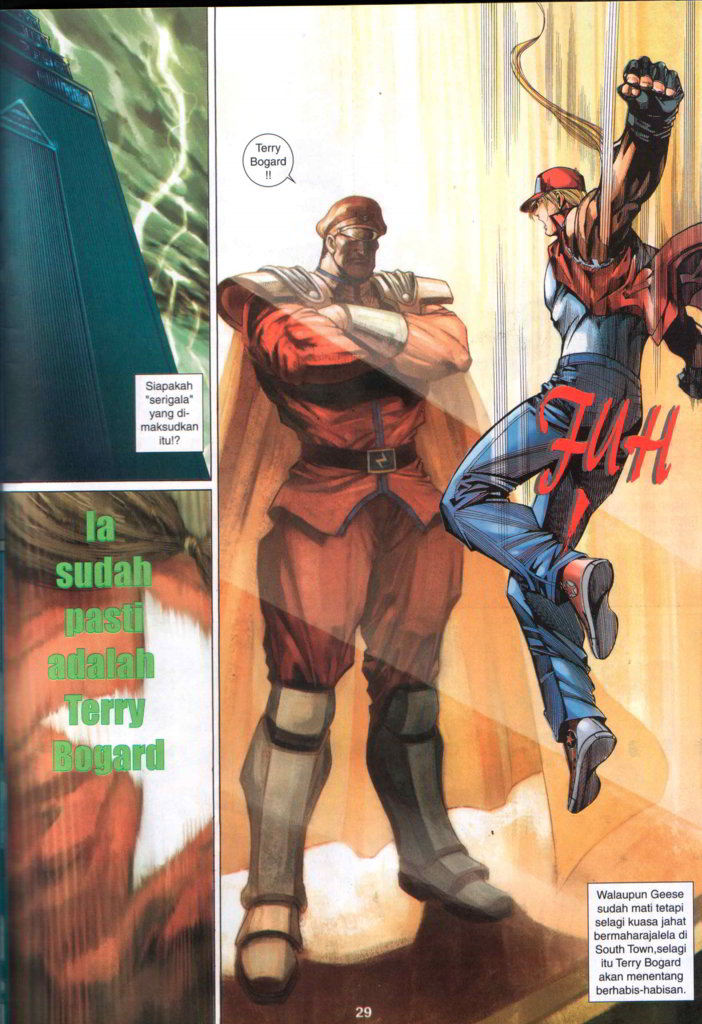 Siapakah
"serigala"
yang di-
maksudkan
itu!?
Ia
sudah
pasti
adalah
Terry
Bogard
Terry
Bogard
!!
FUH
!
Walaupun Geese
sudah mati tetapi
selagi kuasa jahat
bermaharajalela di
South Town,selagi
itu Terry Bogard
akan menentang
berhabis-habisan.
29